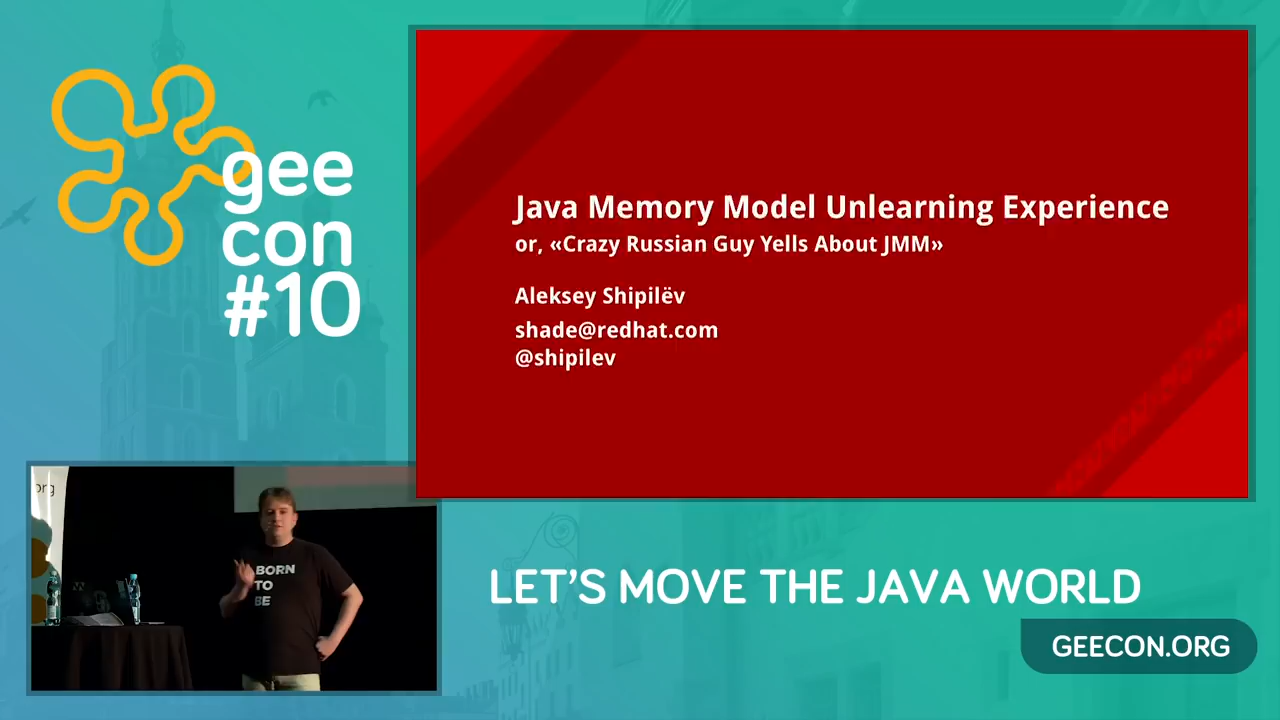 gee
con
#10
Java Memory Model Unlearning Experience
or, «Crazy Russian Guy Yells About JMM»
Aleksey Shipilëv
shade@redhat.com
@shipilev
org
BORN
TO
BE
LET'S MOVE THE JAVA WORLD
GEECON.ORG